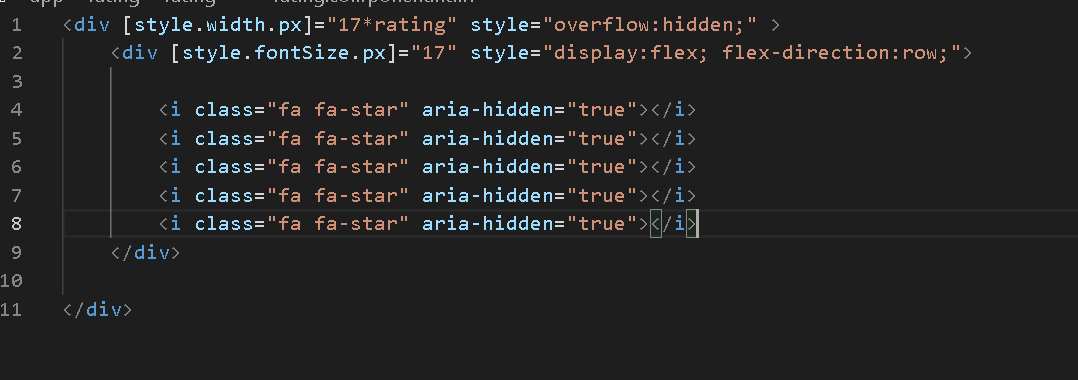 1 <div [style.width.px]="17*rating" style="overflow:hidden;" >
2 <div [style.fontSize.px]="17" style="display:flex; flex-direction:row;">
3
4 <i class="fa fa-star" aria-hidden="true"></i>
5 <i class="fa fa-star" aria-hidden="true"></i>
6 <i class="fa fa-star" aria-hidden="true"></i>
7 <i class="fa fa-star" aria-hidden="true"></i>
8 <i class="fa fa-star" aria-hidden="true"></i>
9 </div>
10
11 </div>